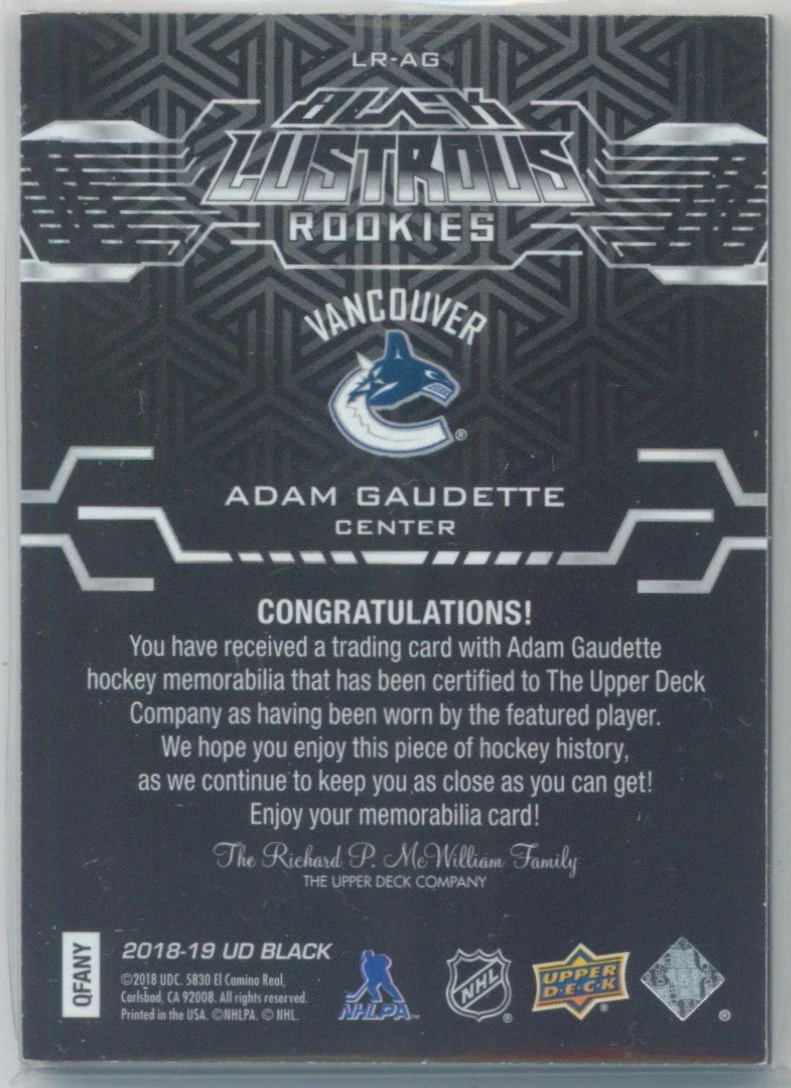 LR-AG
BLACK
LUSTROUS
ROOKIES
VANCOUVER
®
ADAM GAUDETTE
CENTER
CONGRATULATIONS!
You have received a trading card with Adam Gaudette
hockey memorabilia that has been certified to The Upper Deck
Company as having been worn by the featured player.
We hope you enjoy this piece of hockey history,
as we continue to keep you as close as you can get!
Enjoy your memorabilia card!
The Richard P. McWilliam Family
THE UPPER DECK COMPANY
QFANY
2018-19 UD BLACK
©2018 UDC. 5830 El Camino Real,
Carlsbad, CA 92008. All rights reserved.
Printed in the USA. ©NHLPA. © NHL.
NHLPA
NHL ®
UPPER
D·E·C·K ®
®